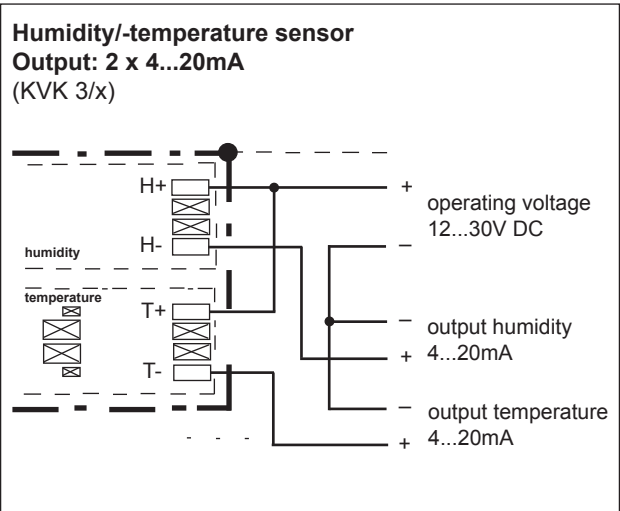 Humidity/-temperature sensor
Output: 2 x 4...20mA
(KVK 3/x)
H+
+
operating voltage
12...30V DC
H-
–
humidity
temperature
T+
–
output humidity
+
4...20mA
T-
–
output temperature
+
4...20mA